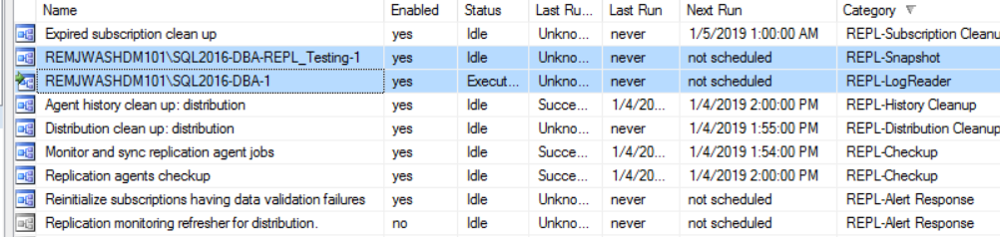 Name Enabled Status Last Ru... Last Run Next Run Category
Expired subscription clean up yes Idle Unkno... never 1/5/2019 1:00:00 AM REPL-Subscription Cleanu
REMJWASHDM101\SQL2016-DBA-REPL_Testing-1 yes Idle Unkno... never not scheduled REPL-Snapshot
REMJWASHDM101\SQL2016-DBA-1 yes Execut... Unkno... never not scheduled REPL-LogReader
Agent history clean up: distribution yes Idle Succe... 1/4/20... 1/4/2019 2:00:00 PM REPL-History Cleanup
Distribution clean up: distribution yes Idle Unkno... never 1/4/2019 1:55:00 PM REPL-Distribution Cleanup
Monitor and sync replication agent jobs yes Idle Succe... 1/4/20... 1/4/2019 1:54:00 PM REPL-Checkup
Replication agents checkup yes Idle Succe... 1/4/20... 1/4/2019 2:00:00 PM REPL-Checkup
Reinitialize subscriptions having data validation failures yes Idle Unkno... never not scheduled REPL-Alert Response
Replication monitoring refresher for distribution. no Idle Unkno... never not scheduled REPL-Alert Response